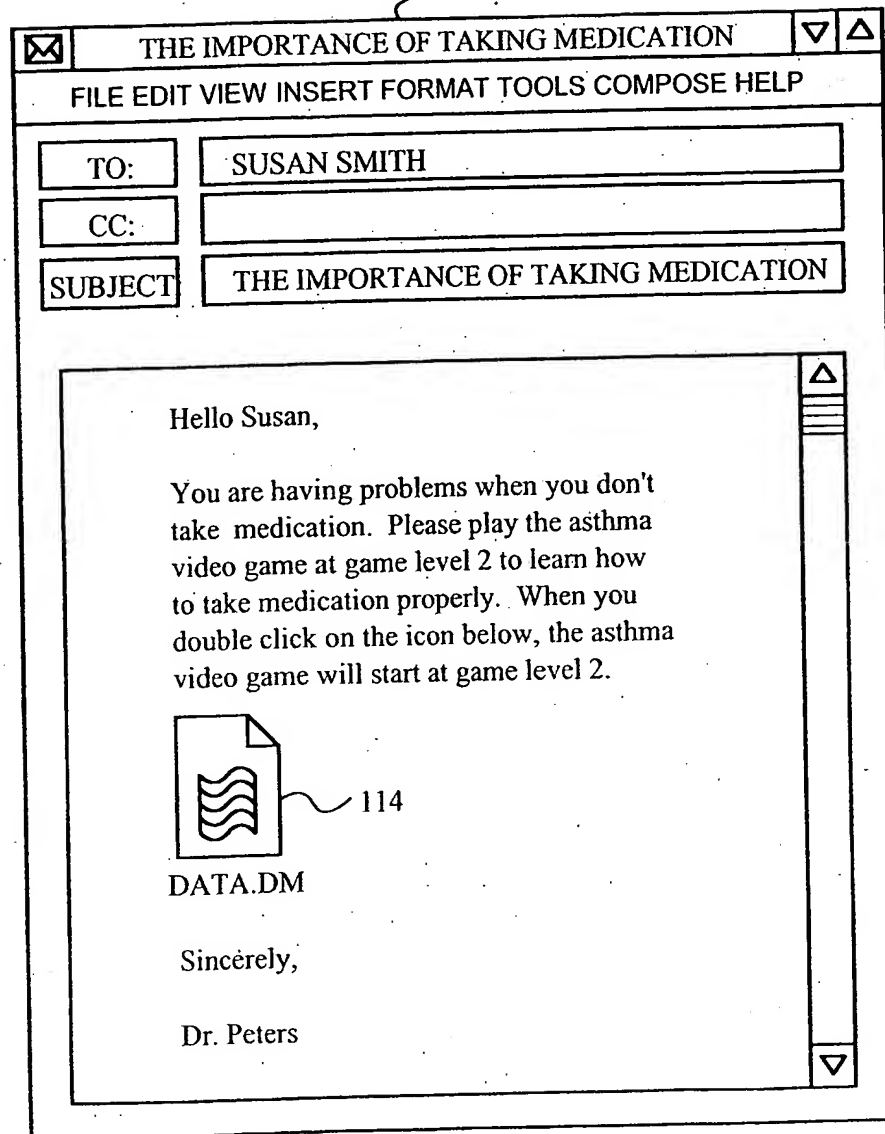 THE IMPORTANCE OF TAKING MEDICATION
FILE EDIT VIEW INSERT FORMAT TOOLS COMPOSE HELP
TO: SUSAN SMITH
CC:
SUBJECT THE IMPORTANCE OF TAKING MEDICATION
Hello Susan,
You are having problems when you don't
take medication. Please play the asthma
video game at game level 2 to learn how
to take medication properly. When you
double click on the icon below, the asthma
video game will start at game level 2.
114
DATA.DM
Sincerely,
Dr. Peters